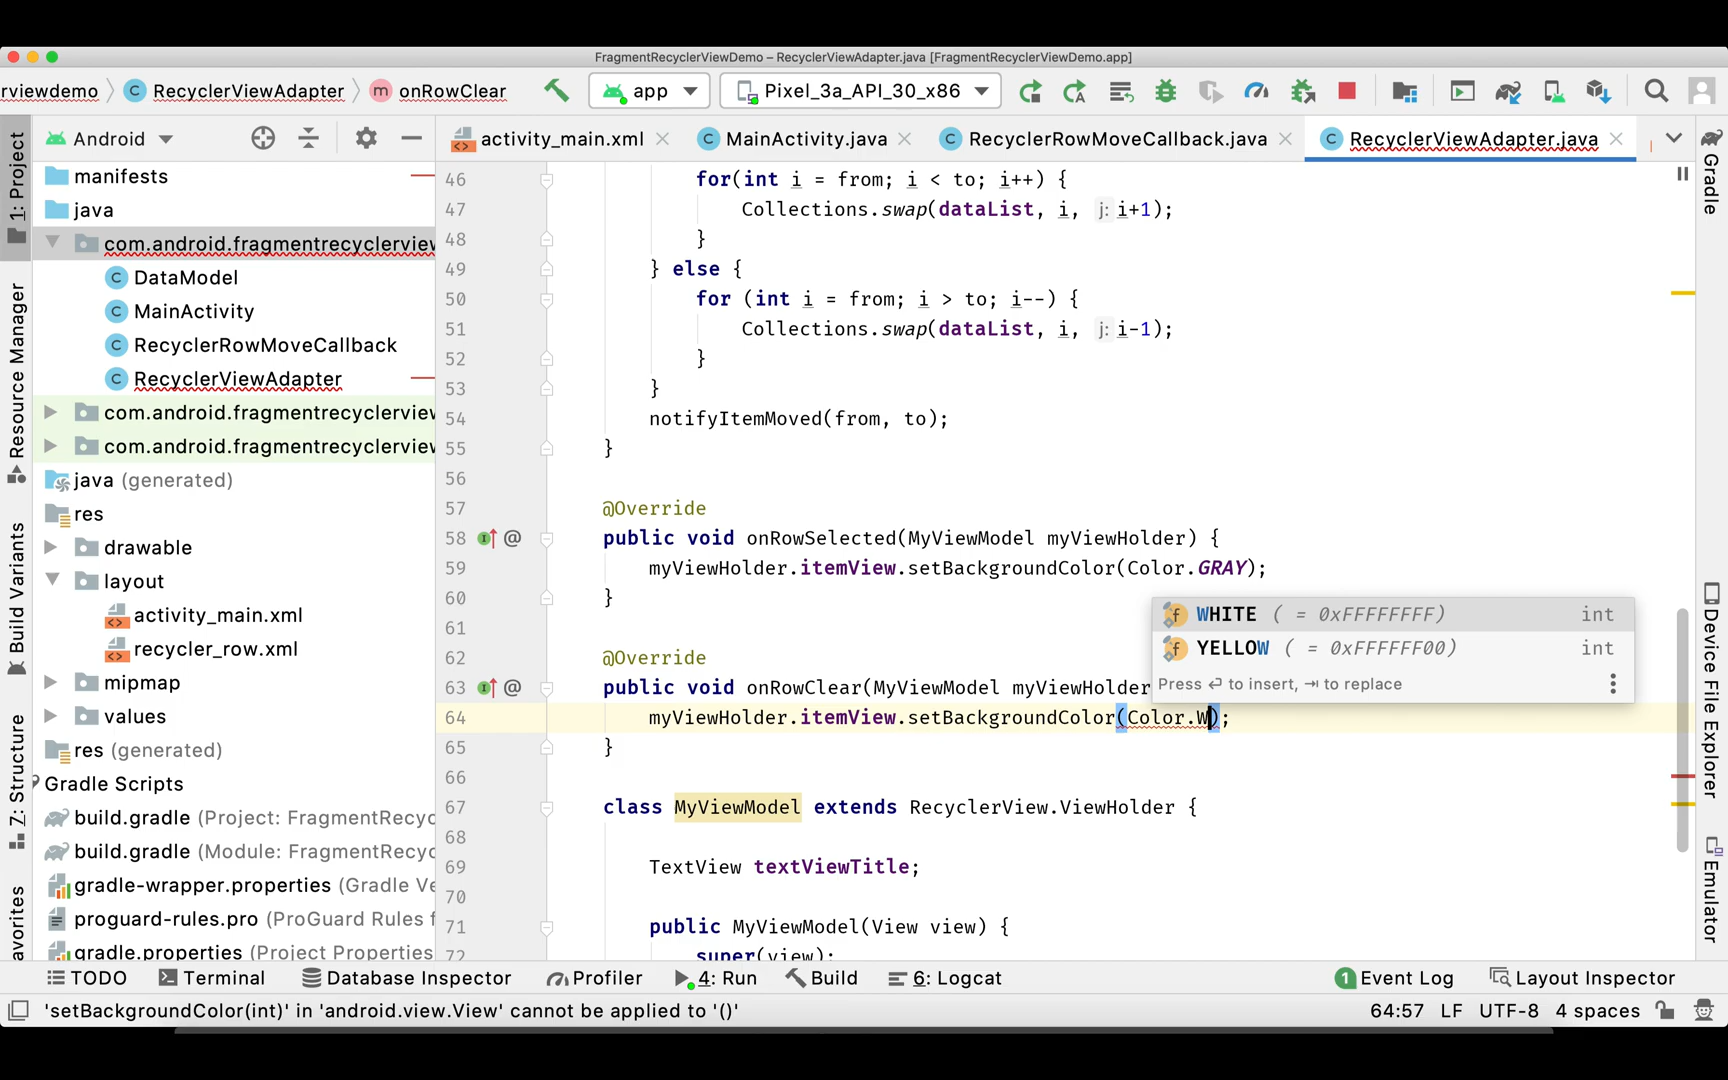 FragmentRecyclerViewDemo – RecyclerViewAdapter.java [FragmentRecyclerViewDemo.app]
rviewdemo
RecyclerViewAdapter
m
onRowClear
app
Pixel_3a_API_30_x86
Android
activity_main.xml
MainActivity.java
RecyclerRowMoveCallback.java
RecyclerViewAdapter.java
1: Project
Resource Manager
Build Variants
7: Structure
avorites
manifests
java
com.android.fragmentrecyclerview
DataModel
MainActivity
RecyclerRowMoveCallback
RecyclerViewAdapter
com.android.fragmentrecyclerview
com.android.fragmentrecyclerview
java (generated)
res
drawable
layout
activity_main.xml
recycler_row.xml
mipmap
values
res (generated)
Gradle Scripts
build.gradle (Project: FragmentRecyc
build.gradle (Module: FragmentRecyc
gradle-wrapper.properties (Gradle Ve
proguard-rules.pro (ProGuard Rules f
gradle.properties (Project Properties
46 for(int i = from; i < to; i++) {
47 Collections.swap(dataList, i, j: i+1);
48 }
49 } else {
50 for (int i = from; i > to; i--) {
51 Collections.swap(dataList, i, j: i-1);
52 }
53 }
54 notifyItemMoved(from, to);
55 }
56
57 @Override
58 public void onRowSelected(MyViewModel myViewHolder) {
59 myViewHolder.itemView.setBackgroundColor(Color.GRAY);
60 }
61
62 @Override
63 public void onRowClear(MyViewModel myViewHolder
64 myViewHolder.itemView.setBackgroundColor(Color.W);
65 }
66
67 class MyViewModel extends RecyclerView.ViewHolder {
68
69 TextView textViewTitle;
70
71 public MyViewModel(View view) {
72 super(view);
WHITE ( = 0xFFFFFFFF) int
YELLOW ( = 0xFFFFFF00) int
Press ↵ to insert, ⇥ to replace
Gradle
Device File Explorer
Emulator
TODO
Terminal
Database Inspector
Profiler
4: Run
Build
6: Logcat
1 Event Log
Layout Inspector
'setBackgroundColor(int)' in 'android.view.View' cannot be applied to '()'
64:57 LF UTF-8 4 spaces